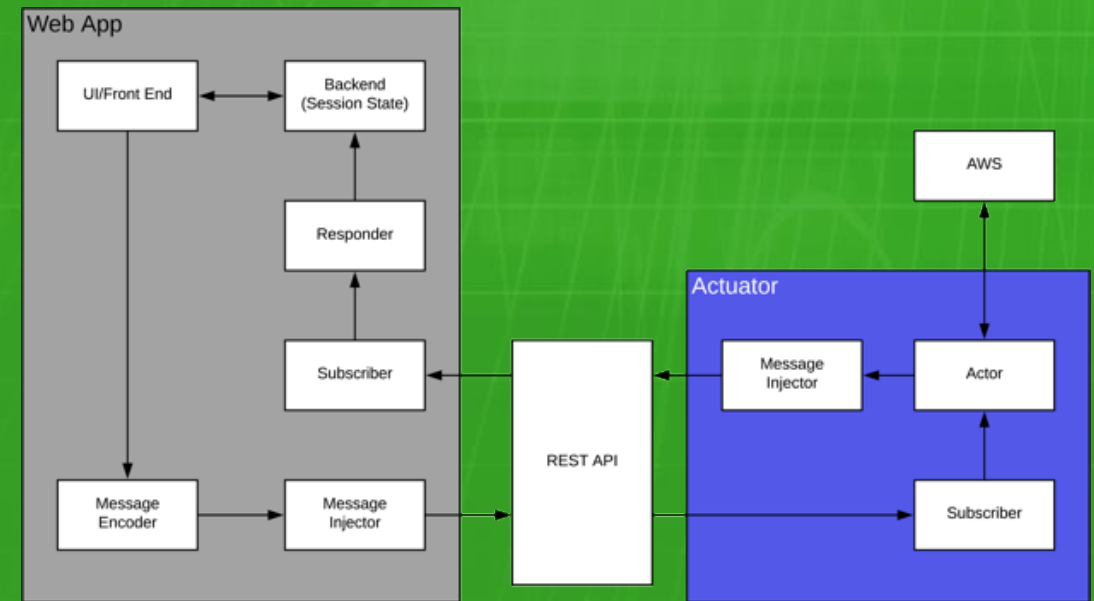 Web App
UI/Front End
Backend
(Session State)
AWS
Responder
Actuator
Subscriber
Message
Injector
Actor
REST API
Message
Encoder
Message
Injector
Subscriber